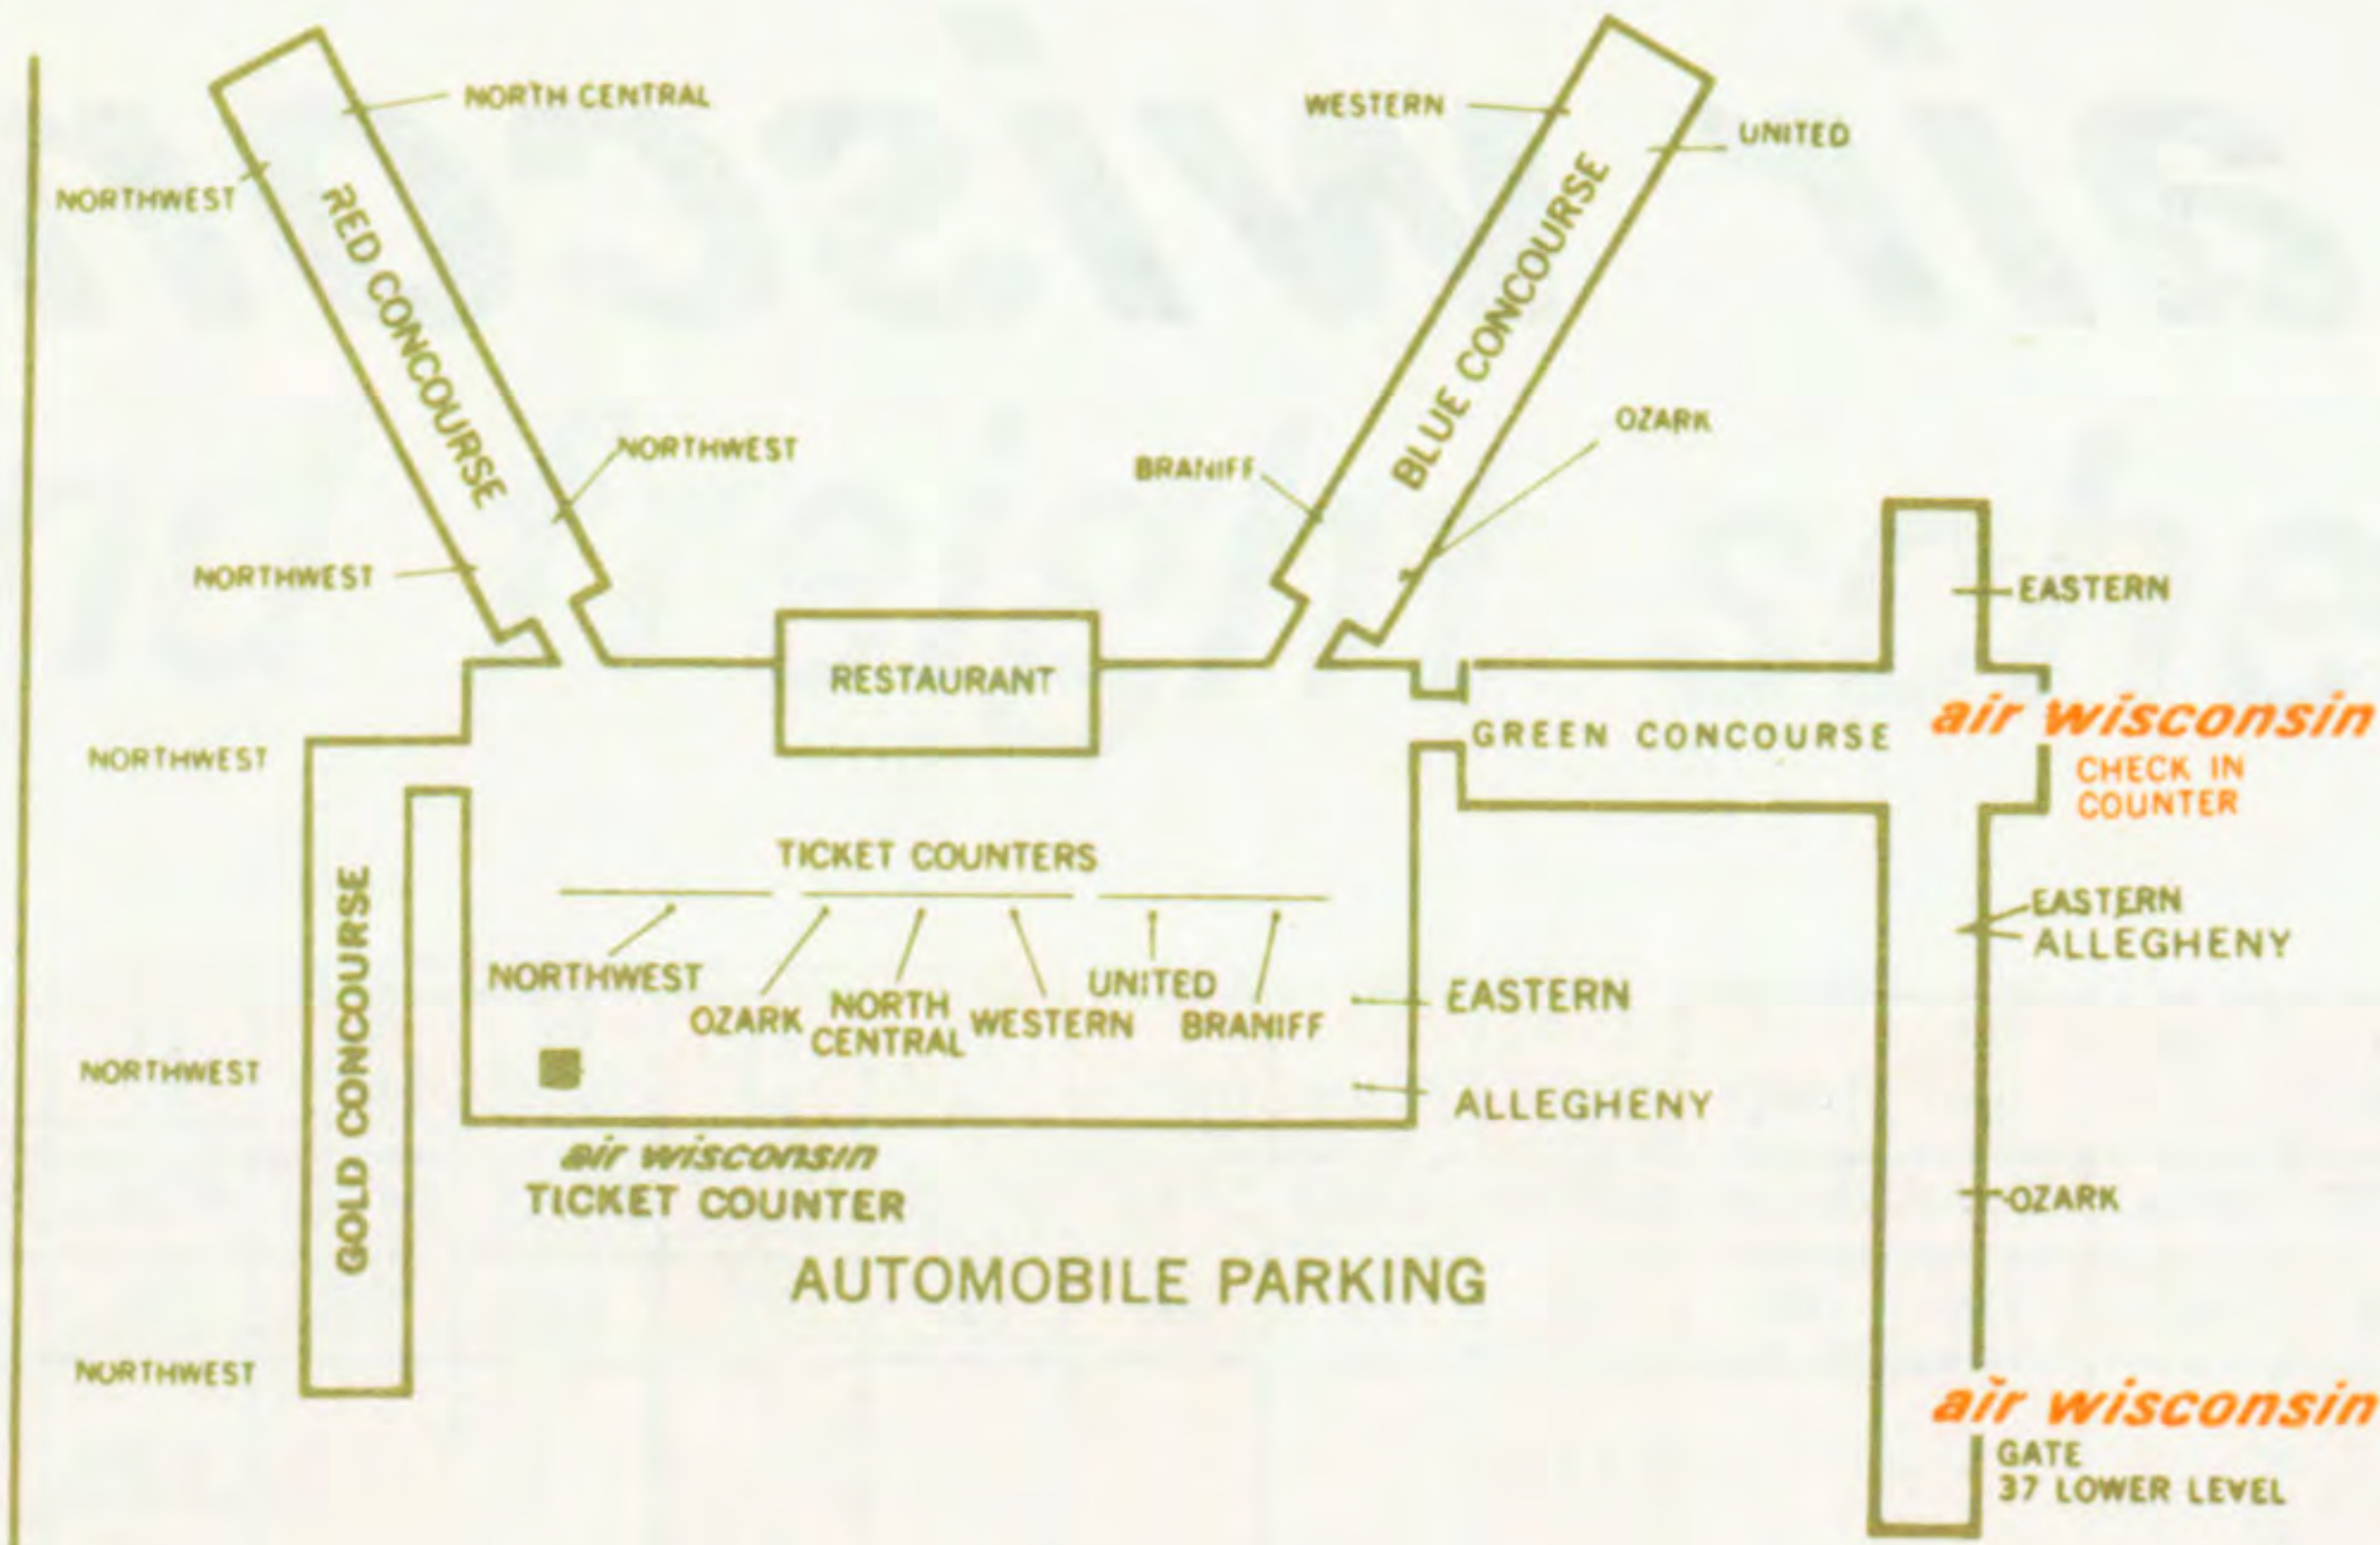 NORTH CENTRAL
WESTERN
UNITED
NORTHWEST
RED CONCOURSE
BLUE CONCOURSE
OZARK
NORTHWEST
BRANIFF
NORTHWEST
EASTERN
RESTAURANT
air wisconsin
GREEN CONCOURSE
NORTHWEST
CHECK IN
COUNTER
TICKET COUNTERS
EASTERN
ALLEGHENY
GOLD CONCOURSE
NORTHWEST
OZARK
NORTH
CENTRAL
WESTERN
UNITED
BRANIFF
EASTERN
NORTHWEST
ALLEGHENY
air wisconsin
TICKET COUNTER
OZARK
AUTOMOBILE PARKING
NORTHWEST
air wisconsin
GATE
37 LOWER LEVEL